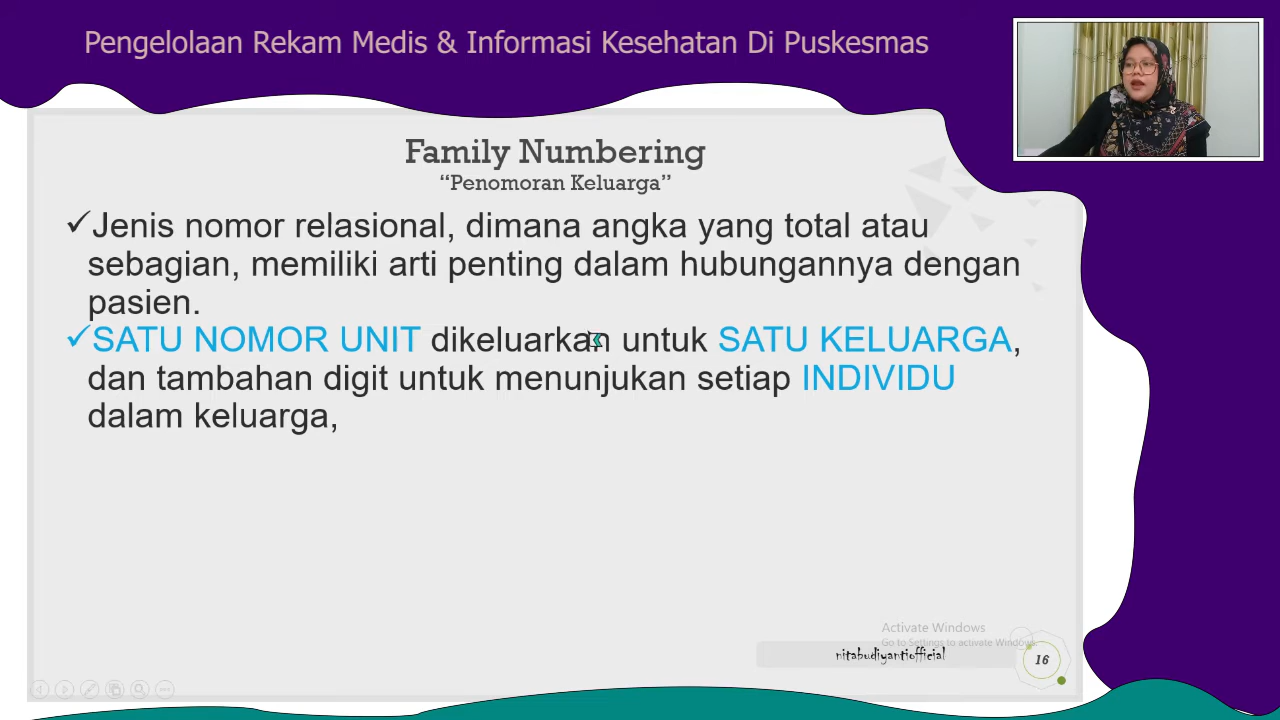 Pengelolaan Rekam Medis & Informasi Kesehatan Di Puskesmas
Family Numbering
“Penomoran Keluarga”
✓Jenis nomor relasional, dimana angka yang total atau
sebagian, memiliki arti penting dalam hubungannya dengan
pasien.
✓SATU NOMOR UNIT dikeluarkan untuk SATU KELUARGA,
dan tambahan digit untuk menunjukan setiap INDIVIDU
dalam keluarga,
Activate Windows
Go to Settings to activate Windows.
nitabudiyantiofficial
16